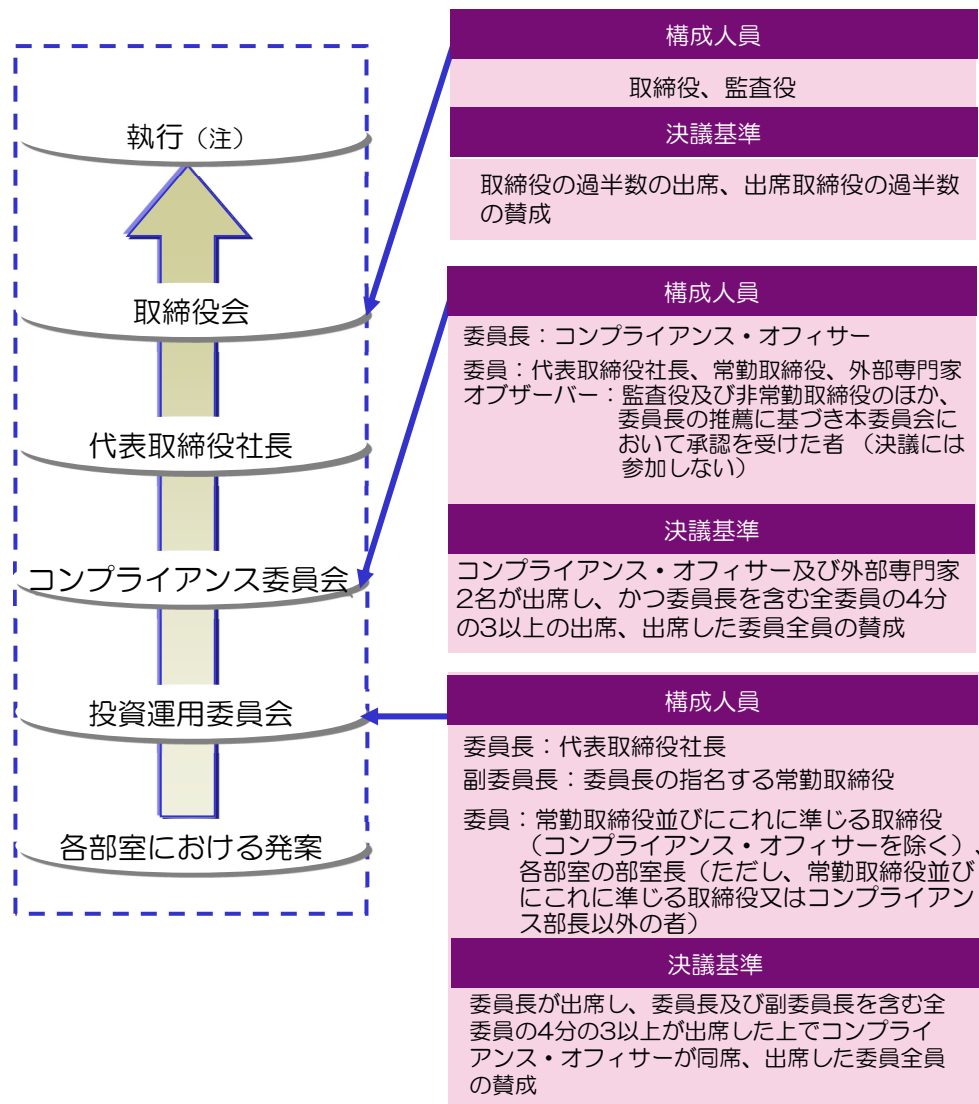 執行（注）
取締役会
代表取締役社長
コンプライアンス委員会
投資運用委員会
各部室における発案
構成人員
取締役、監査役
決議基準
取締役の過半数の出席、出席取締役の過半数
の賛成
構成人員
委員長：コンプライアンス・オフィサー
委員：代表取締役社長、常勤取締役、外部専門家
オブザーバー：監査役及び非常勤取締役のほか、
委員長の推薦に基づき本委員会に
おいて承認を受けた者 （決議には
参加しない）
決議基準
コンプライアンス・オフィサー及び外部専門家
2名が出席し、かつ委員長を含む全委員の4分
の3以上の出席、出席した委員全員の賛成
構成人員
委員長：代表取締役社長
副委員長：委員長の指名する常勤取締役
委員：常勤取締役並びにこれに準じる取締役
（コンプライアンス・オフィサーを除く）、
各部室の部室長（ただし、常勤取締役並び
にこれに準じる取締役又はコンプライアン
ス部長以外の者）
決議基準
委員長が出席し、委員長及び副委員長を含む全
委員の4分の3以上が出席した上でコンプライ
アンス・オフィサーが同席、出席した委員全員
の賛成